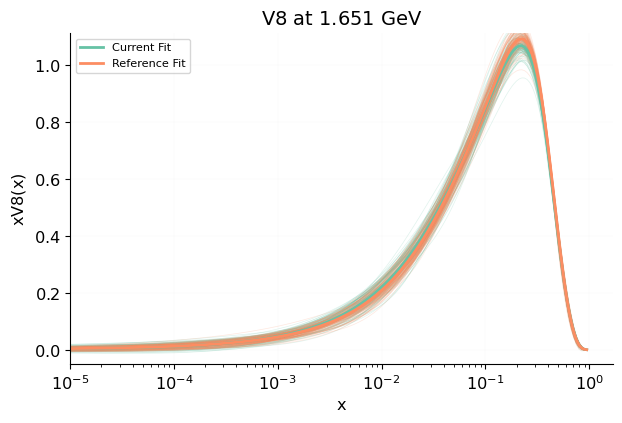 V8 at 1.651 GeV
Current Fit
Reference Fit
xV8(x)
1.0
0.8
0.6
0.4
0.2
0.0
10⁻⁵
10⁻⁴
10⁻³
10⁻²
10⁻¹
10⁰
x